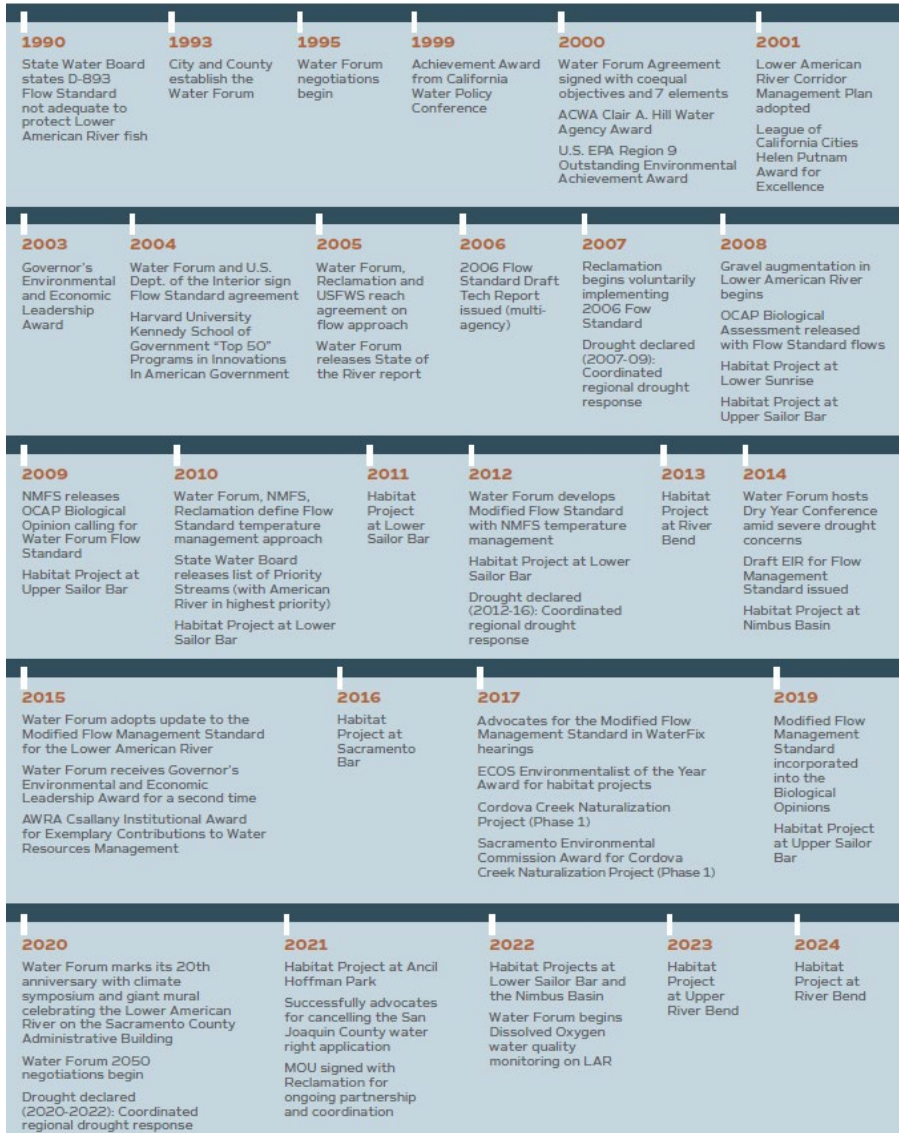 1990
State Water Board
states D-893
Flow Standard
not adequate to
protect Lower
American River fish
1993
City and County
establish the
Water Forum
1995
Water Forum
negotiations
begin
1999
Achievement Award
from California
Water Policy
Conference
2000
Water Forum Agreement
signed with coequal
objectives and 7 elements
ACWA Clair A. Hill Water
Agency Award
U.S. EPA Region 9
Outstanding Environmental
Achievement Award
2001
Lower American
River Corridor
Management Plan
adopted
League of
California Cities
Helen Putnam
Award for
Excellence
2003
Governor's
Environmental
and Economic
Leadership
Award
2004
Water Forum and U.S.
Dept. of the Interior sign
Flow Standard agreement
Harvard University
Kennedy School of
Government "Top 50"
Programs in Innovations
In American Government
2005
Water Forum,
Reclamation and
USFWS reach
agreement on
flow approach
Water Forum
releases State of
the River report
2006
2006 Flow
Standard Draft
Tech Report
issued (multi-
agency)
2007
Reclamation
begins voluntarily
implementing
2006 Fow
Standard
Drought declared
(2007-09):
Coordinated
regional drought
response
2008
Gravel augmentation in
Lower American River
begins
OCAP Biological
Assessment released
with Flow Standard flows
Habitat Project at
Lower Sunrise
Habitat Project at
Upper Sailor Bar
2009
NMFS releases
OCAP Biological
Opinion calling for
Water Forum Flow
Standard
Habitat Project at
Upper Sailor Bar
2010
Water Forum, NMFS,
Reclamation define Flow
Standard temperature
management approach
State Water Board
releases list of Priority
Streams (with American
River in highest priority)
Habitat Project at Lower
Sailor Bar
2011
Habitat
Project
at Lower
Sailor Bar
2012
Water Forum develops
Modified Flow Standard
with NMFS temperature
management
Habitat Project at Lower
Sailor Bar
Drought declared
(2012-16): Coordinated
regional drought
response
2013
Habitat
Project
at River
Bend
2014
Water Forum hosts
Dry Year Conference
amid severe drought
concerns
Draft EIR for Flow
Management
Standard issued
Habitat Project at
Nimbus Basin
2015
Water Forum adopts update to the
Modified Flow Management Standard
for the Lower American River
Water Forum receives Governor's
Environmental and Economic
Leadership Award for a second time
AWRA Csallany Institutional Award
for Exemplary Contributions to Water
Resources Management
2016
Habitat
Project at
Sacramento
Bar
2017
Advocates for the Modified Flow
Management Standard in WaterFix
hearings
ECOS Environmentalist of the Year
Award for habitat projects
Cordova Creek Naturalization
Project (Phase 1)
Sacramento Environmental
Commission Award for Cordova
Creek Naturalization Project (Phase 1)
2019
Modified Flow
Management
Standard
incorporated
into the
Biological
Opinions
Habitat Project
at Upper Sailor
Bar
2020
Water Forum marks its 20th
anniversary with climate
symposium and giant mural
celebrating the Lower American
River on the Sacramento County
Administrative Building
Water Forum 2050
negotiations begin
Drought declared
(2020-2022): Coordinated
regional drought response
2021
Habitat Project at Ancil
Hoffman Park
Successfully advocates
for cancelling the San
Joaquin County water
right application
MOU signed with
Reclamation for
ongoing partnership
and coordination
2022
Habitat Projects at
Lower Sailor Bar and
the Nimbus Basin
Water Forum begins
Dissolved Oxygen
water quality
monitoring on LAR
2023
Habitat
Project
at Upper
River Bend
2024
Habitat
Project at
River Bend